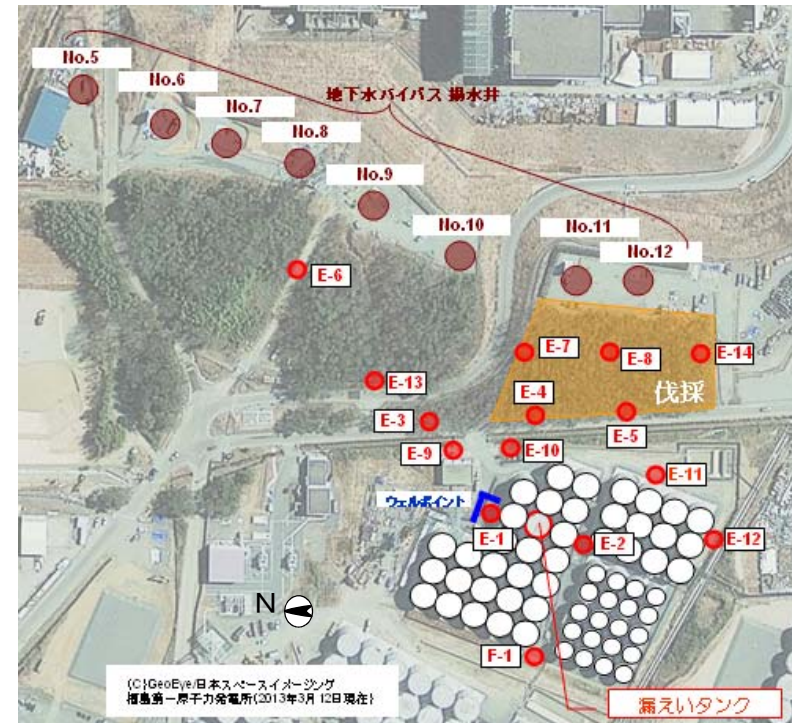 No.5
No.6
No.7
No.8
No.9
No.10
No.11
No.12
地下水バイパス 揚水井
E-6
E-7
E-8
E-14
伐採
E-13
E-4
E-3
E-5
E-9
E-10
E-11
ウェルポイント
E-1
E-2
E-12
N
F-1
(C)GeoEye/日本スペースイメージング
福島第一原子力発電所(2013年3月12日現在)
漏えいタンク